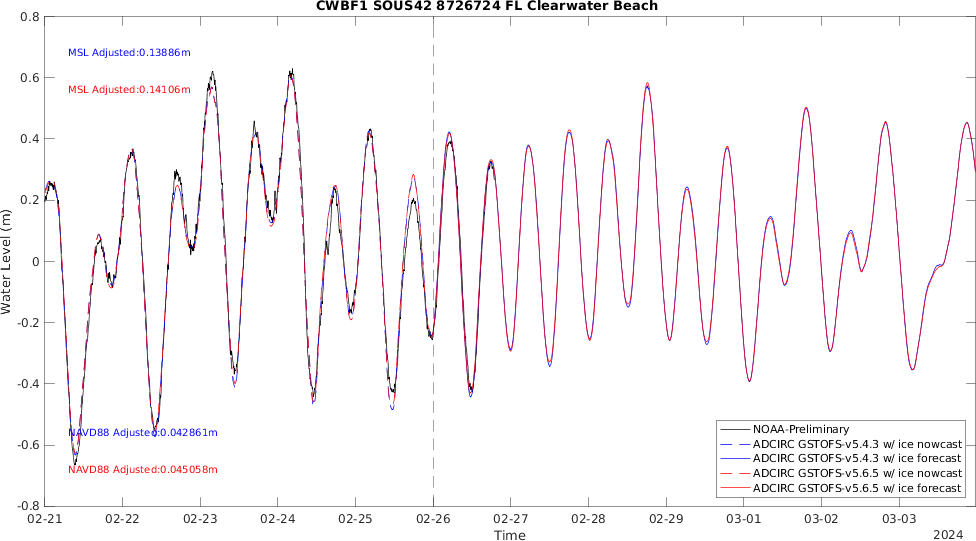 CWBF1 SOUS42 8726724 FL Clearwater Beach
0.8
0.6
0.4
0.2
0
-0.2
-0.4
-0.6
-0.8
Water Level (m)
MSL Adjusted:0.13886m
MSL Adjusted:0.14106m
NAVD88 Adjusted:0.042861m
NAVD88 Adjusted:0.045058m
NOAA-Preliminary
ADCIRC GSTOFS-v5.4.3 w/ ice nowcast
ADCIRC GSTOFS-v5.4.3 w/ ice forecast
ADCIRC GSTOFS-v5.6.5 w/ ice nowcast
ADCIRC GSTOFS-v5.6.5 w/ ice forecast
02-21 02-22 02-23 02-24 02-25 02-26 02-27 02-28 02-29 03-01 03-02 03-03
Time
2024